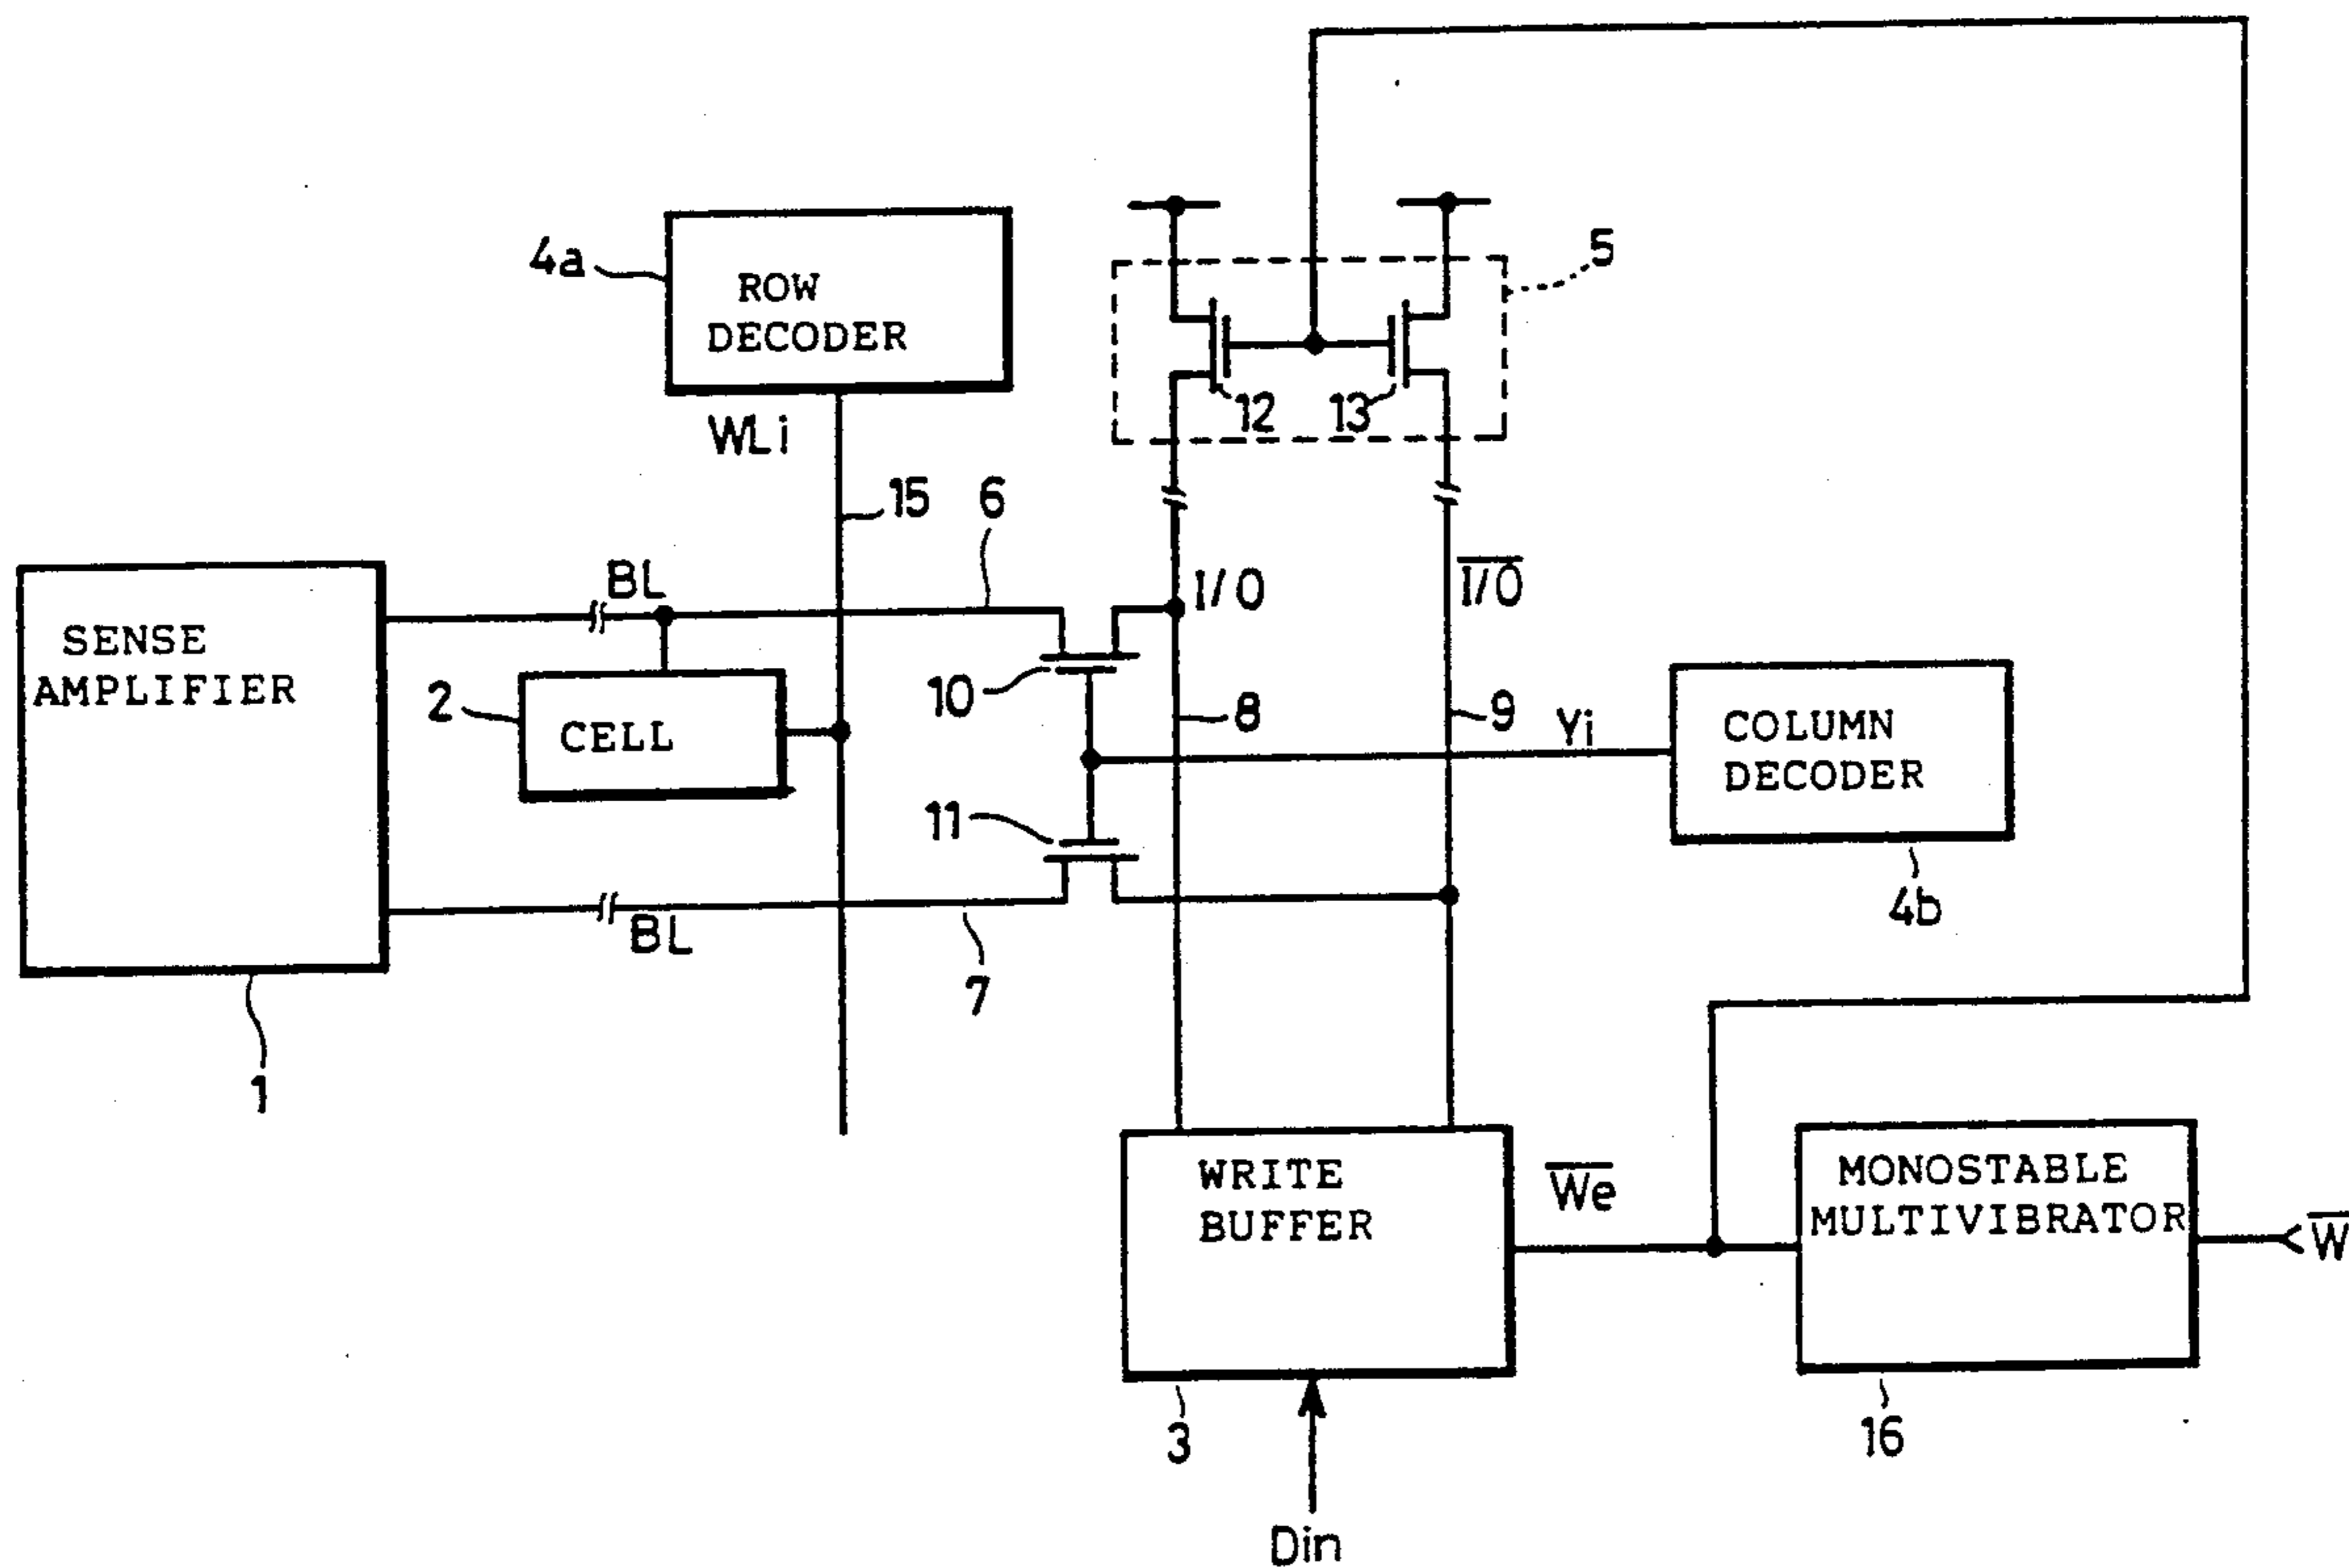 4a
ROW
DECODER
5
12
13
WLi
15
6
BL
I/O
I/O
SENSE
AMPLIFIER
2
CELL
10
8
9
Yi
COLUMN
DECODER
11
BL
4b
7
1
WRITE
BUFFER
We
MONOSTABLE
MULTIVIBRATOR
W
3
16
Din